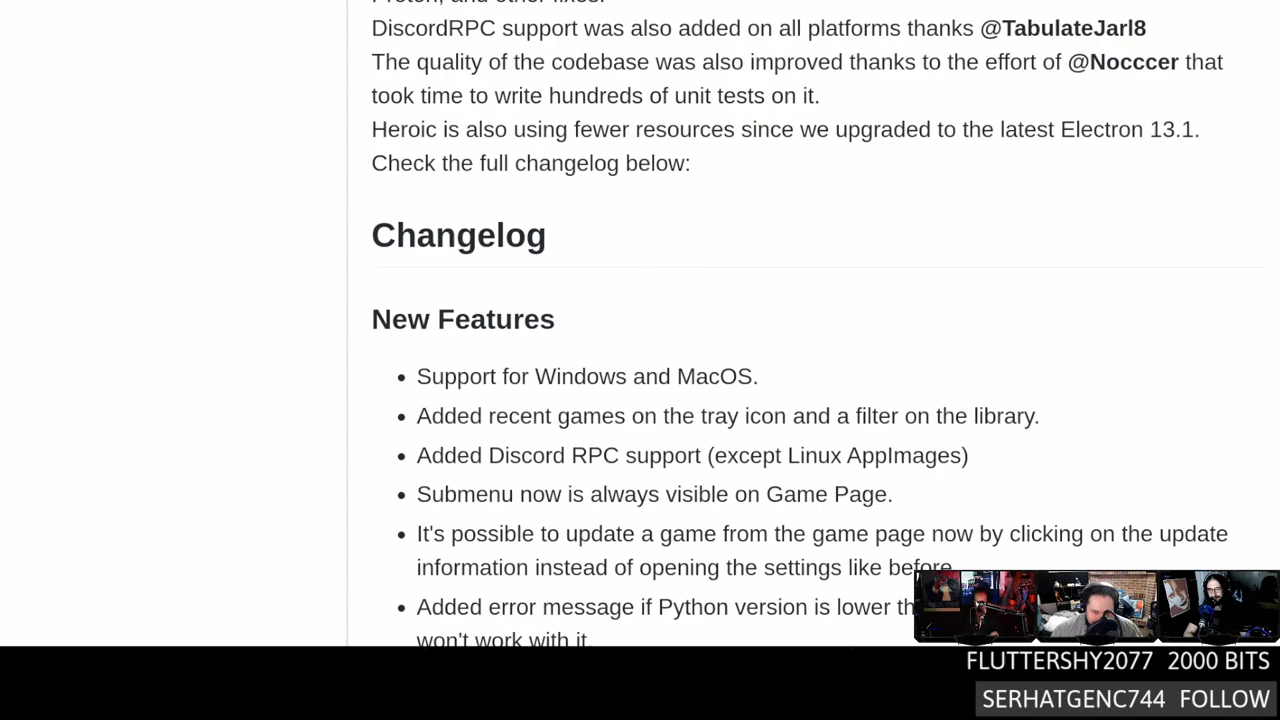 DiscordRPC support was also added on all platforms thanks @TabulateJarl8
The quality of the codebase was also improved thanks to the effort of @Nocccer that
took time to write hundreds of unit tests on it.
Heroic is also using fewer resources since we upgraded to the latest Electron 13.1.
Check the full changelog below:
Changelog
New Features
• Support for Windows and MacOS.
• Added recent games on the tray icon and a filter on the library.
• Added Discord RPC support (except Linux AppImages)
• Submenu now is always visible on Game Page.
• It's possible to update a game from the game page now by clicking on the update
information instead of opening the settings like before
• Added error message if Python version is lower
won't work with it.
FLUTTERSHY2077 2000 BITS
SERHATGENC744 FOLLOW